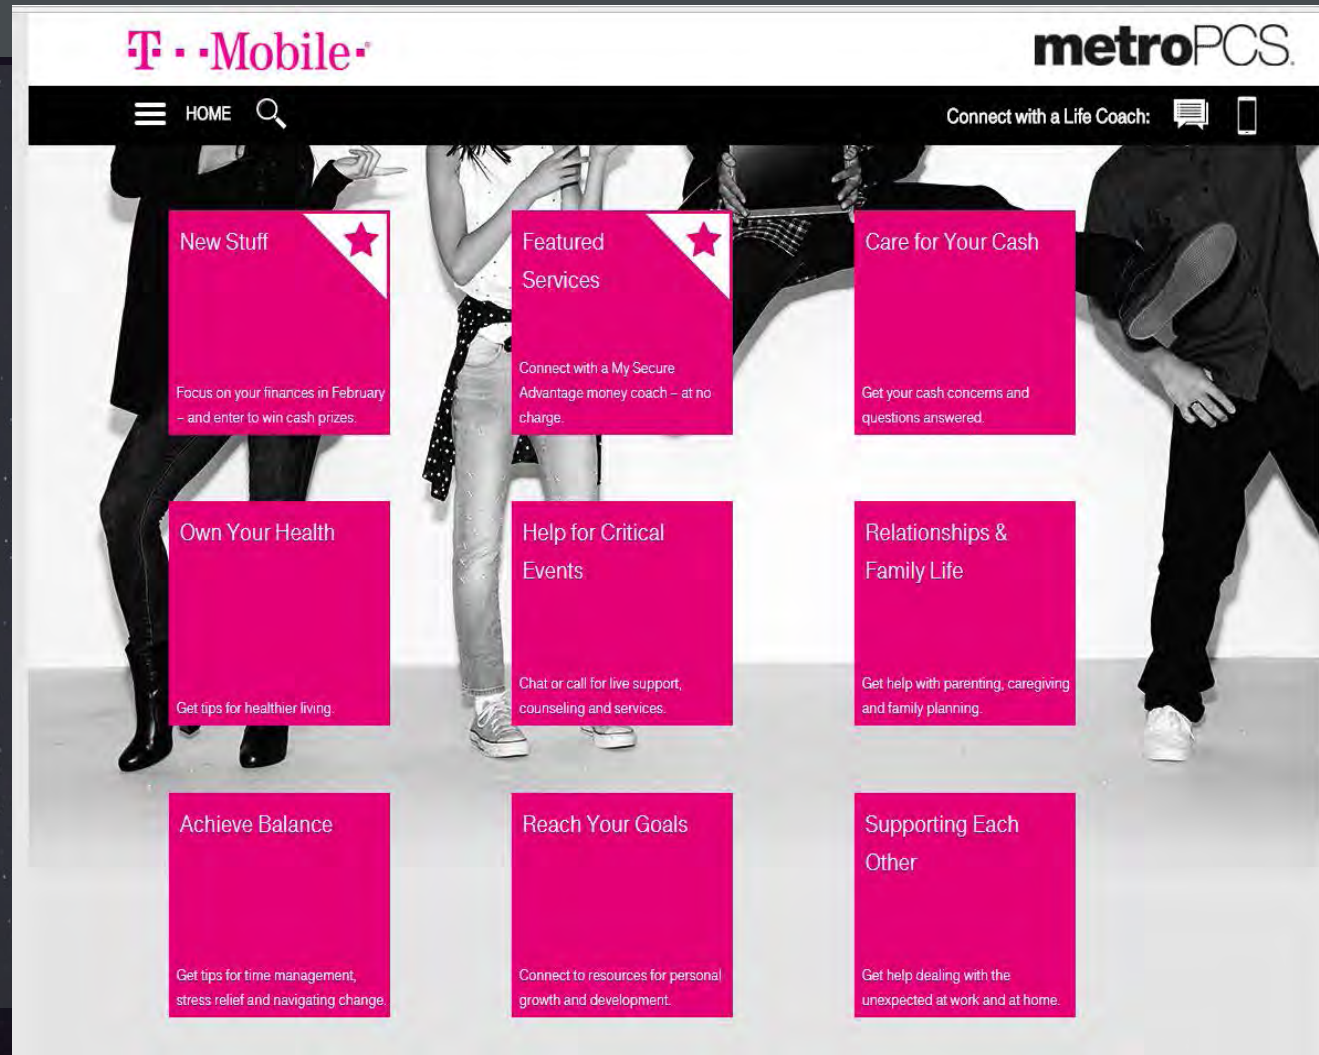 T··Mobile·
metroPCS.
HOME
Connect with a Life Coach:
New Stuff
Focus on your finances in February
– and enter to win cash prizes.
Featured
Services
Connect with a My Secure
Advantage money coach – at no
charge.
Care for Your Cash
Get your cash concerns and
questions answered.
Own Your Health
Get tips for healthier living.
Help for Critical
Events
Chat or call for live support,
counseling and services.
Relationships &
Family Life
Get help with parenting, caregiving
and family planning.
Achieve Balance
Get tips for time management,
stress relief and navigating change.
Reach Your Goals
Connect to resources for personal
growth and development.
Supporting Each
Other
Get help dealing with the
unexpected at work and at home.